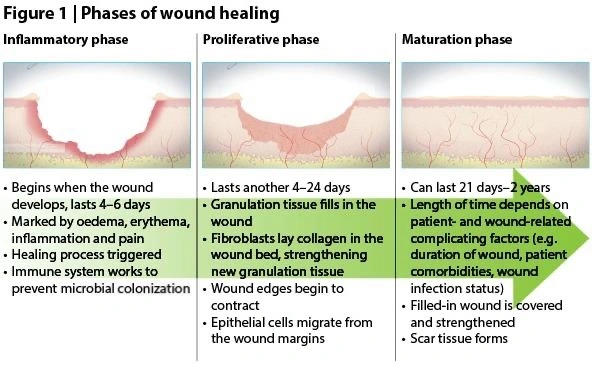 Figure 1 | Phases of wound healing
Inflammatory phase
• Begins when the wound
develops, lasts 4–6 days
• Marked by oedema, erythema,
inflammation and pain
• Healing process triggered
• Immune system works to
prevent microbial colonization
Proliferative phase
• Lasts another 4–24 days
• Granulation tissue fills in the
wound
• Fibroblasts lay collagen in the
wound bed, strengthening
new granulation tissue
• Wound edges begin to
contract
• Epithelial cells migrate from
the wound margins
Maturation phase
• Can last 21 days–2 years
• Length of time depends on
patient- and wound-related
complicating factors (e.g.
duration of wound, patient
comorbidities, wound
infection status)
• Filled-in wound is covered
and strengthened
• Scar tissue forms